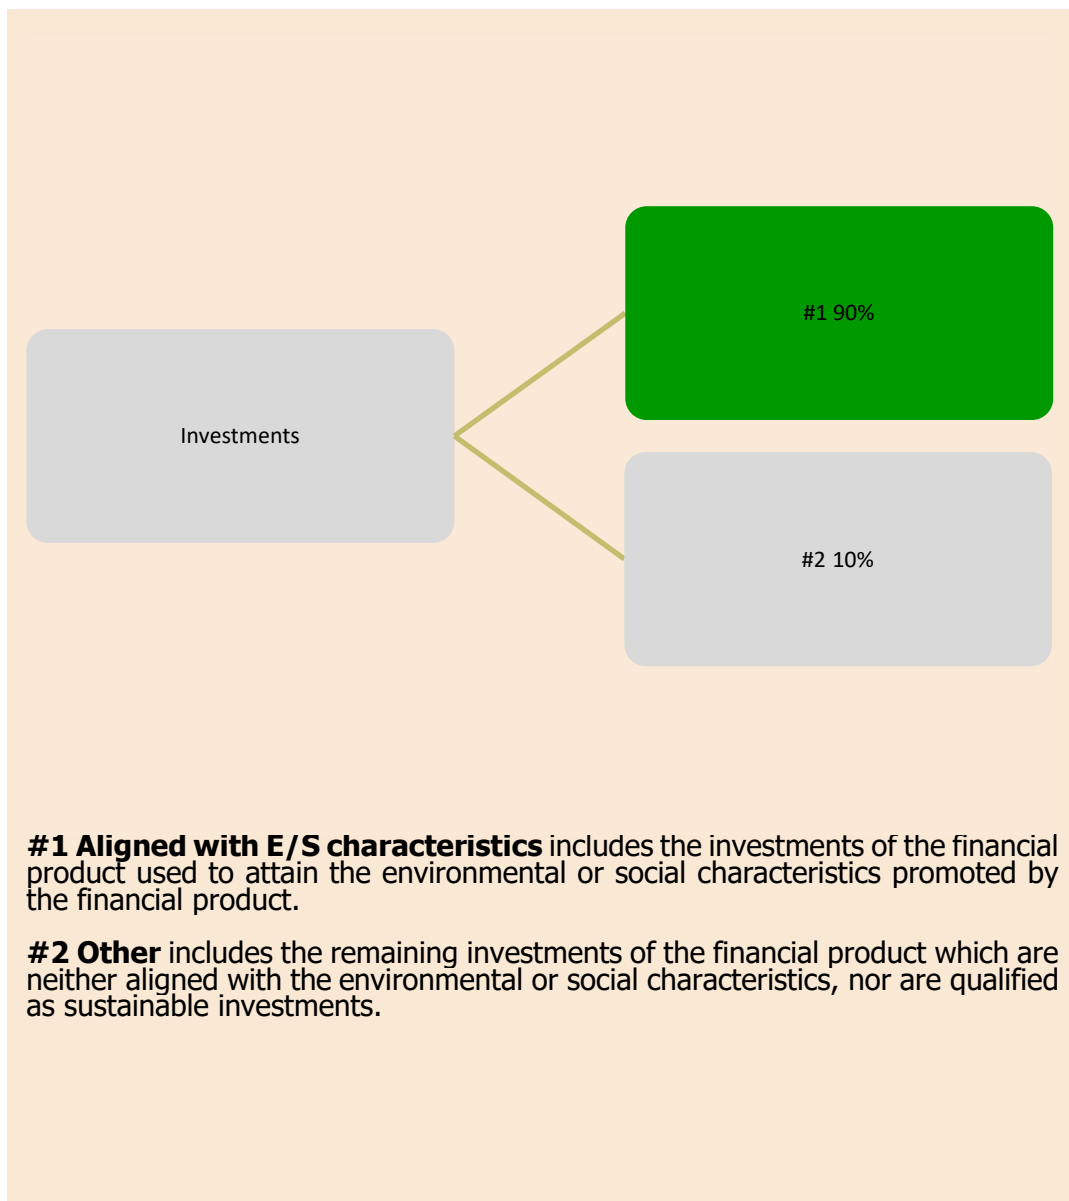 #1 90%
Investments
#2 10%
#1 Aligned with E/S characteristics includes the investments of the financial
product used to attain the environmental or social characteristics promoted by
the financial product.
#2 Other includes the remaining investments of the financial product which are
neither aligned with the environmental or social characteristics, nor are qualified
as sustainable investments.